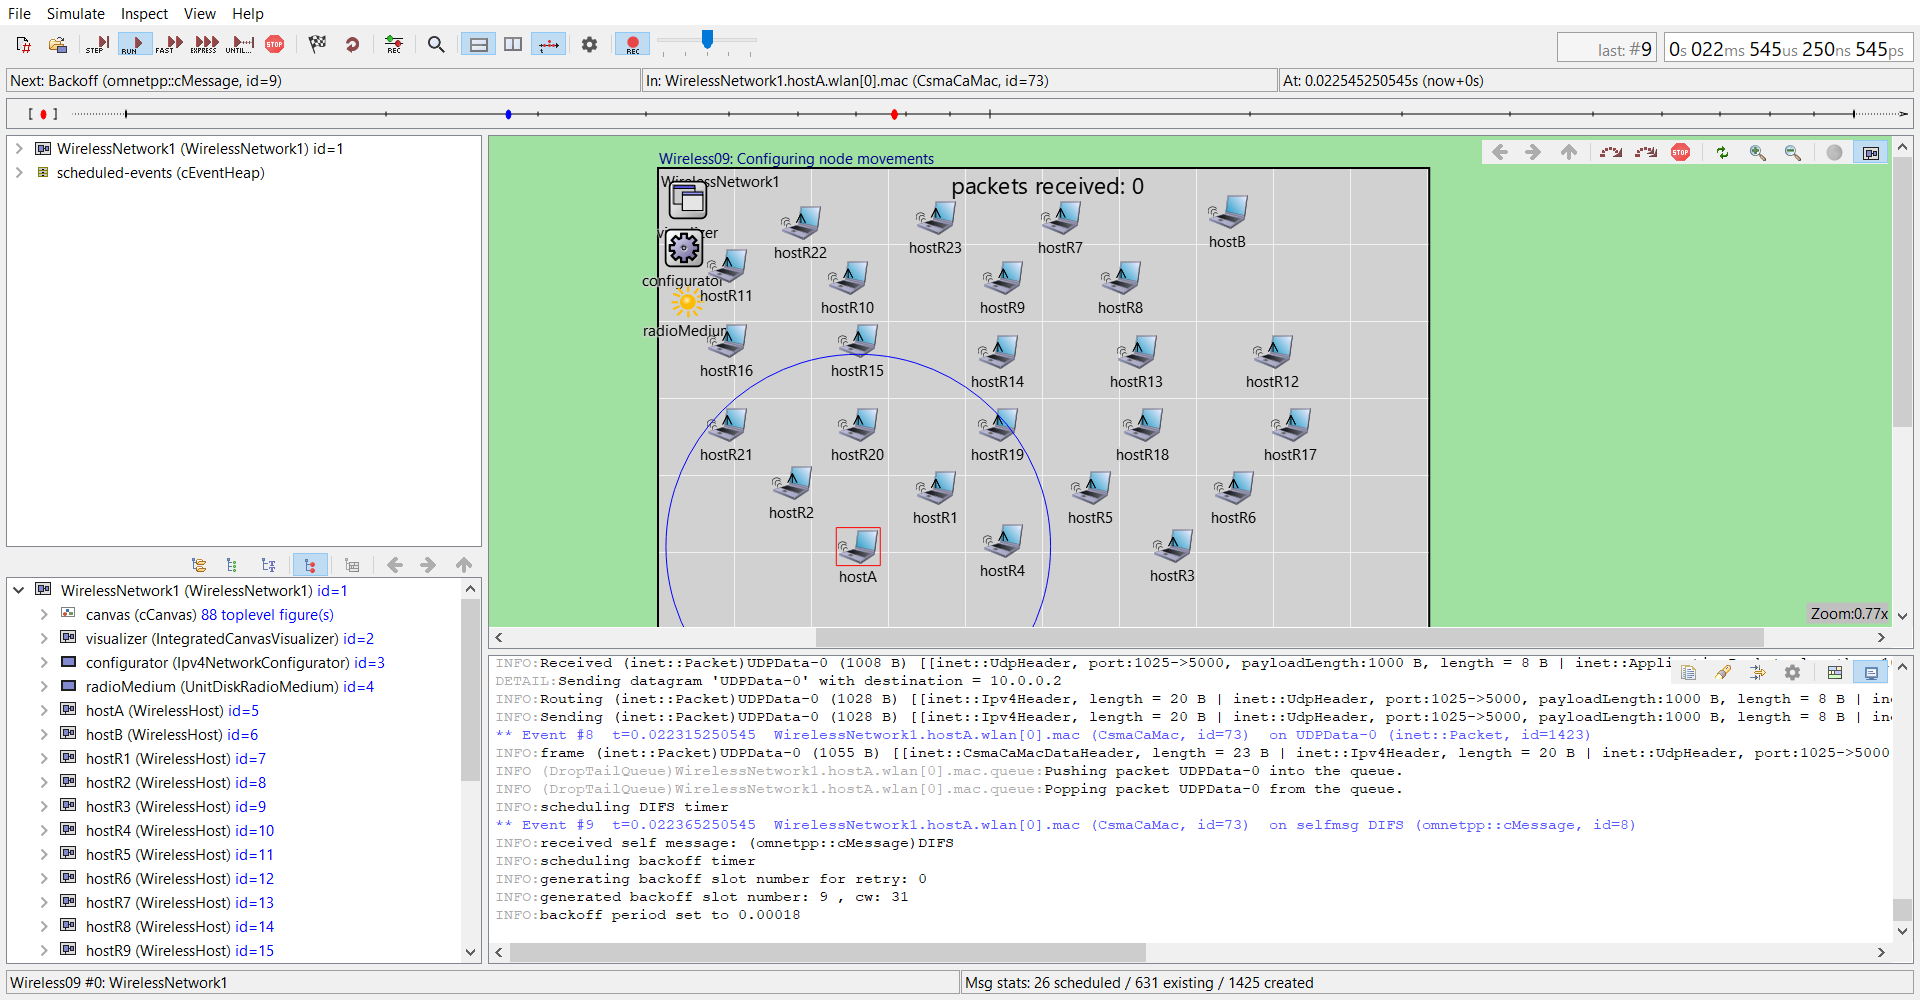 File Simulate Inspect View Help
STEP RUN FAST EXPRESS UNTIL... STOP REC REC last: #9 0s 022ms 545us 250ns 545ps
Next: Backoff (omnetpp::cMessage, id=9) In: WirelessNetwork1.hostA.wlan[0].mac (CsmaCaMac, id=73) At: 0.022545250545s (now+0s)
WirelessNetwork1 (WirelessNetwork1) id=1
scheduled-events (cEventHeap)
WirelessNetwork1 (WirelessNetwork1) id=1
canvas (cCanvas) 88 toplevel figure(s)
visualizer (IntegratedCanvasVisualizer) id=2
configurator (Ipv4NetworkConfigurator) id=3
radioMedium (UnitDiskRadioMedium) id=4
hostA (WirelessHost) id=5
hostB (WirelessHost) id=6
hostR1 (WirelessHost) id=7
hostR2 (WirelessHost) id=8
hostR3 (WirelessHost) id=9
hostR4 (WirelessHost) id=10
hostR5 (WirelessHost) id=11
hostR6 (WirelessHost) id=12
hostR7 (WirelessHost) id=13
hostR8 (WirelessHost) id=14
hostR9 (WirelessHost) id=15
Wireless09: Configuring node movements
STOP
WirelessNetwork1
packets received: 0
visualizer
hostR22 hostR23 hostR7 hostB
configurator
hostR11 hostR10 hostR9 hostR8
radioMedium
hostR16 hostR15 hostR14 hostR13 hostR12
hostR21 hostR20 hostR19 hostR18 hostR17
hostR2 hostR1 hostR5 hostR6
hostA hostR4 hostR3
Zoom:0.77x
INFO:Received (inet::Packet)UDPData-0 (1008 B) [[inet::UdpHeader, port:1025->5000, payloadLength:1000 B, length = 8 B | inet::Applica
DETAIL:Sending datagram 'UDPData-0' with destination = 10.0.0.2
INFO:Routing (inet::Packet)UDPData-0 (1028 B) [[inet::Ipv4Header, length = 20 B | inet::UdpHeader, port:1025->5000, payloadLength:1000 B, length = 8 B | ine
INFO:Sending (inet::Packet)UDPData-0 (1028 B) [[inet::Ipv4Header, length = 20 B | inet::UdpHeader, port:1025->5000, payloadLength:1000 B, length = 8 B | ine
** Event #8 t=0.022315250545 WirelessNetwork1.hostA.wlan[0].mac (CsmaCaMac, id=73) on UDPData-0 (inet::Packet, id=1423)
INFO:frame (inet::Packet)UDPData-0 (1055 B) [[inet::CsmaCaMacDataHeader, length = 23 B | inet::Ipv4Header, length = 20 B | inet::UdpHeader, port:1025->5000
INFO (DropTailQueue)WirelessNetwork1.hostA.wlan[0].mac.queue:Pushing packet UDPData-0 into the queue.
INFO (DropTailQueue)WirelessNetwork1.hostA.wlan[0].mac.queue:Popping packet UDPData-0 from the queue.
INFO:scheduling DIFS timer
** Event #9 t=0.022365250545 WirelessNetwork1.hostA.wlan[0].mac (CsmaCaMac, id=73) on selfmsg DIFS (omnetpp::cMessage, id=8)
INFO:received self message: (omnetpp::cMessage)DIFS
INFO:scheduling backoff timer
INFO:generating backoff slot number for retry: 0
INFO:generated backoff slot number: 9 , cw: 31
INFO:backoff period set to 0.00018
Wireless09 #0: WirelessNetwork1 Msg stats: 26 scheduled / 631 existing / 1425 created